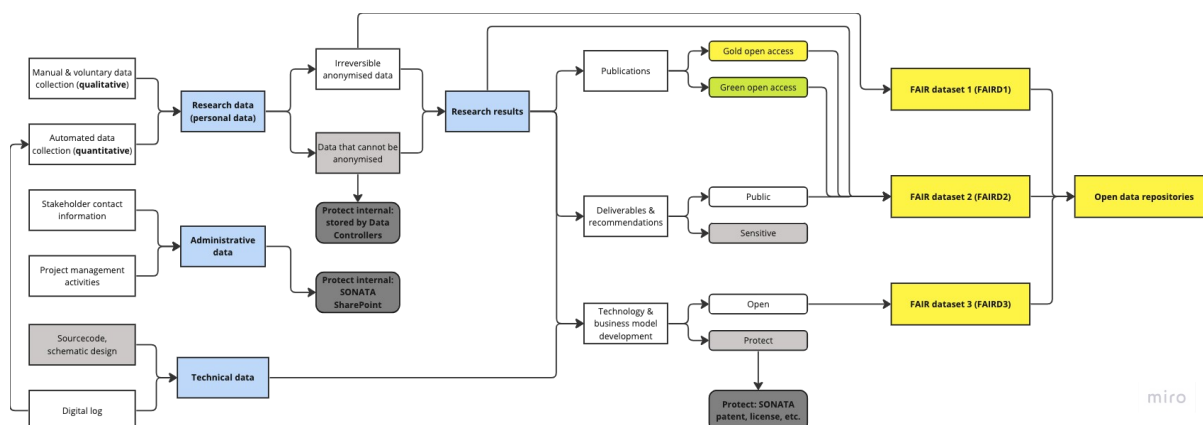 Manual & voluntary data
collection (qualitative)
Automated data
collection (quantitative)
Stakeholder contact
information
Project management
activities
Sourcecode,
schematic design
Digital log
Research data
(personal data)
Administrative
data
Technical data
Irreversible
anonymised data
Data that cannot be
anonymised
Protect internal:
stored by Data
Controllers
Protect internal:
SONATA
SharePoint
Research results
Publications
Deliverables &
recommendations
Technology &
business model
development
Gold open access
Green open access
Public
Sensitive
Open
Protect
Protect: SONATA
patent, license, etc.
FAIR dataset 1 (FAIRD1)
FAIR dataset 2 (FAIRD2)
FAIR dataset 3 (FAIRD3)
Open data repositories
miro